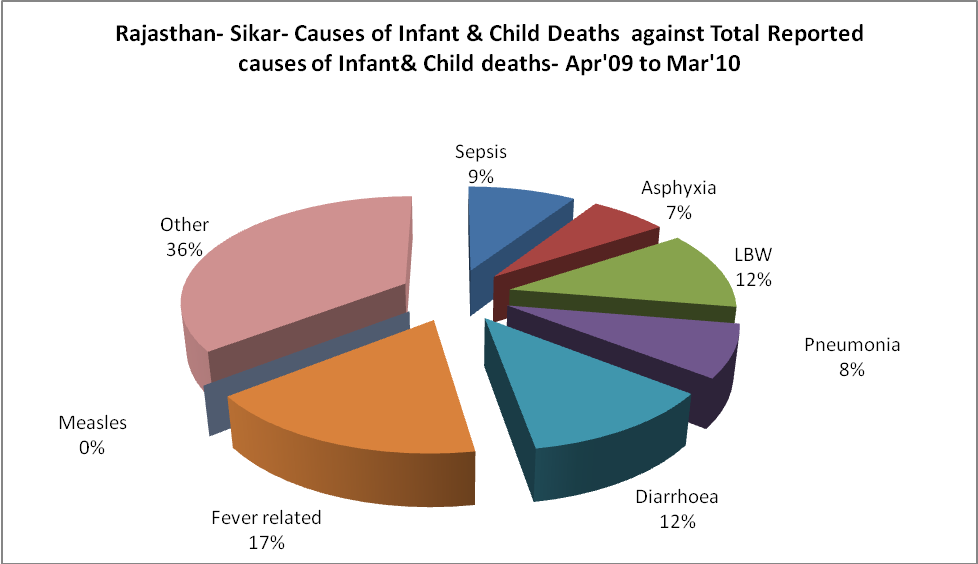 Rajasthan- Sikar- Causes of Infant & Child Deaths  against Total Reported
causes of Infant& Child deaths- Apr'09 to Mar'10
Sepsis
9%
Asphyxia
7%
LBW
12%
Pneumonia
8%
Diarrhoea
12%
Fever related
17%
Measles
0%
Other
36%